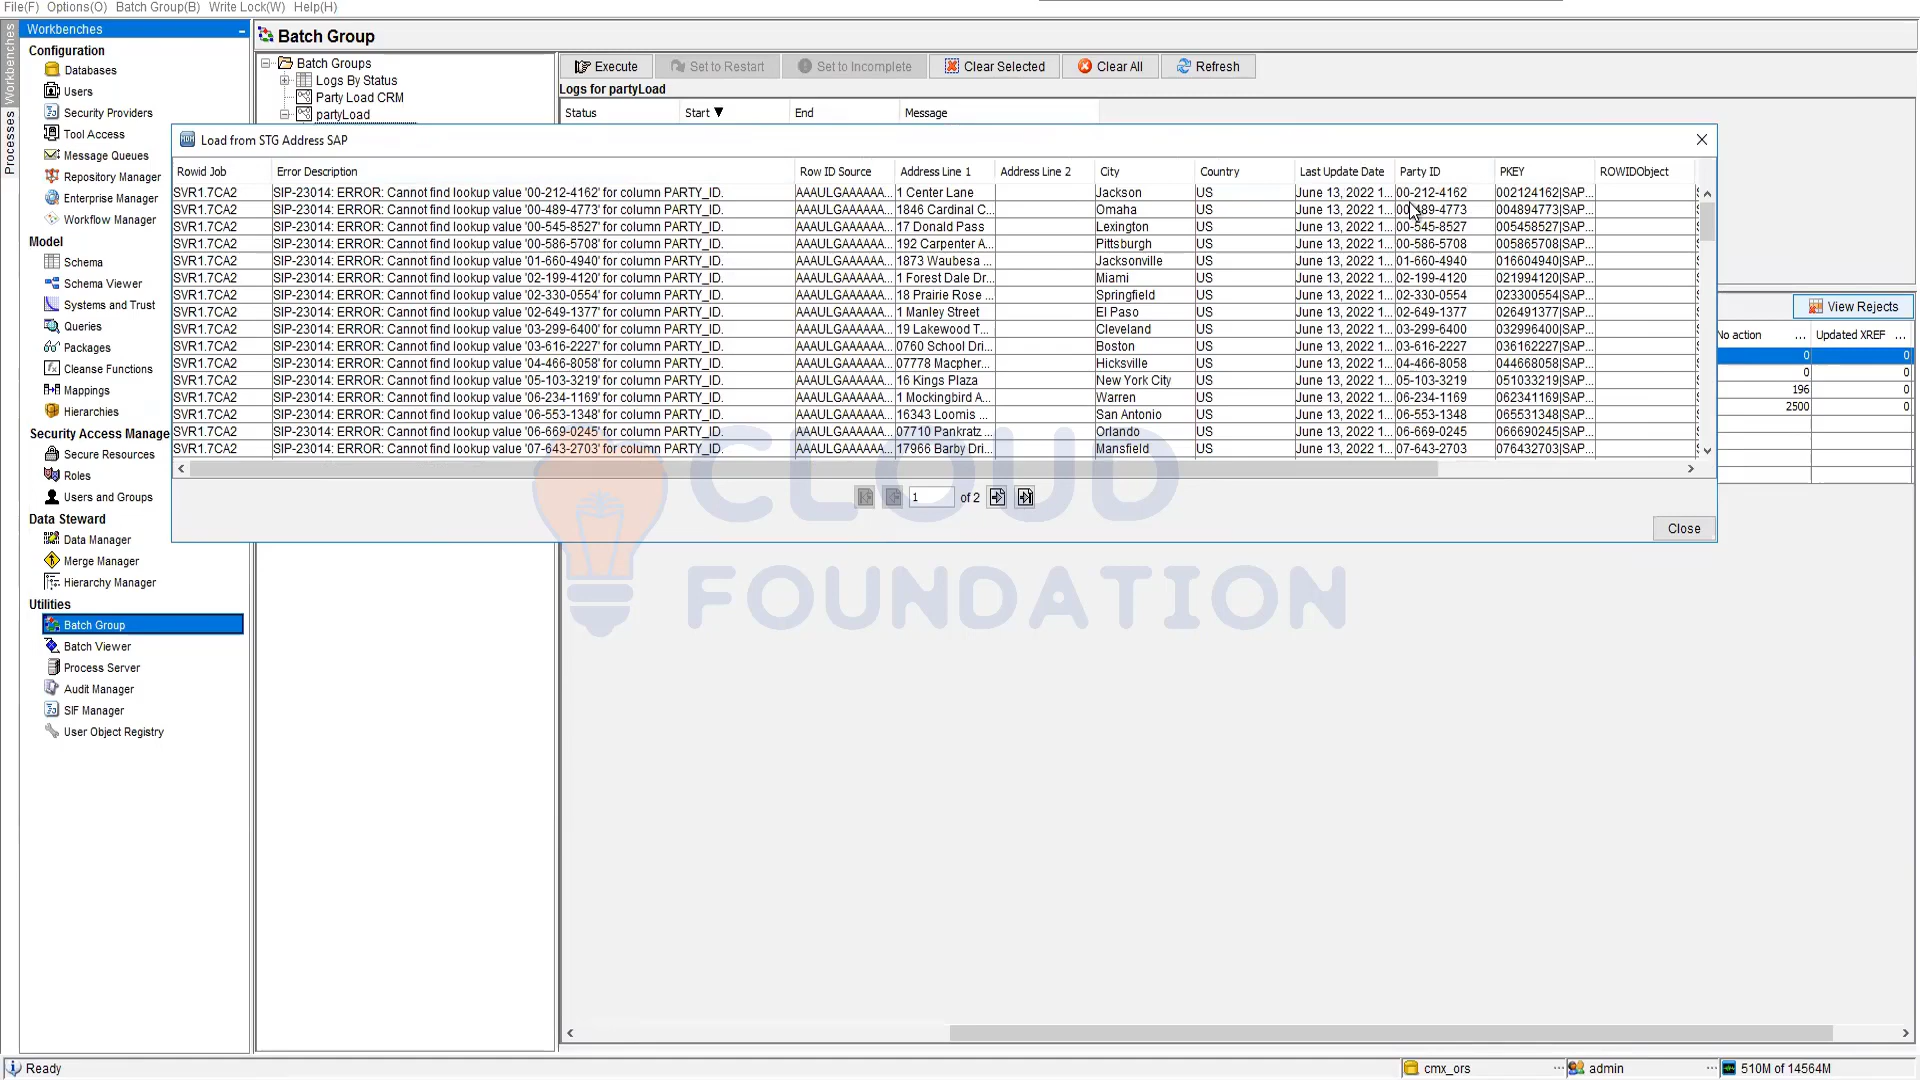 File(F) Options(O) Batch Group(B) Write Lock(W) Help(H)
Workbenches
Processes
Workbenches
Configuration
Databases
Users
Security Providers
Tool Access
Message Queues
Repository Manager
Enterprise Manager
Workflow Manager
Model
Schema
Schema Viewer
Systems and Trust
Queries
Packages
Cleanse Functions
Mappings
Hierarchies
Security Access Manage
Secure Resources
Roles
Users and Groups
Data Steward
Data Manager
Merge Manager
Hierarchy Manager
Utilities
Batch Group
Batch Viewer
Process Server
Audit Manager
SIF Manager
User Object Registry
Batch Group
Batch Groups
Logs By Status
Party Load CRM
partyLoad
Execute Set to Restart Set to Incomplete Clear Selected Clear All Refresh
Logs for partyLoad
Status Start ▼ End Message
Load from STG Address SAP
Rowid Job Error Description Row ID Source Address Line 1 Address Line 2 City Country Last Update Date Party ID PKEY ROWIDObject
SVR1.7CA2 SIP-23014: ERROR: Cannot find lookup value '00-212-4162' for column PARTY_ID. AAAULGAAAAAA... 1 Center Lane Jackson US June 13, 2022 1... 00-212-4162 002124162|SAP...
SVR1.7CA2 SIP-23014: ERROR: Cannot find lookup value '00-489-4773' for column PARTY_ID. AAAULGAAAAAA... 1846 Cardinal C... Omaha US June 13, 2022 1... 00-489-4773 004894773|SAP...
SVR1.7CA2 SIP-23014: ERROR: Cannot find lookup value '00-545-8527' for column PARTY_ID. AAAULGAAAAAA... 17 Donald Pass Lexington US June 13, 2022 1... 00-545-8527 005458527|SAP...
SVR1.7CA2 SIP-23014: ERROR: Cannot find lookup value '00-586-5708' for column PARTY_ID. AAAULGAAAAAA... 192 Carpenter A... Pittsburgh US June 13, 2022 1... 00-586-5708 005865708|SAP...
SVR1.7CA2 SIP-23014: ERROR: Cannot find lookup value '01-660-4940' for column PARTY_ID. AAAULGAAAAAA... 1873 Waubesa ... Jacksonville US June 13, 2022 1... 01-660-4940 016604940|SAP...
SVR1.7CA2 SIP-23014: ERROR: Cannot find lookup value '02-199-4120' for column PARTY_ID. AAAULGAAAAAA... 1 Forest Dale Dr... Miami US June 13, 2022 1... 02-199-4120 021994120|SAP...
SVR1.7CA2 SIP-23014: ERROR: Cannot find lookup value '02-330-0554' for column PARTY_ID. AAAULGAAAAAA... 18 Prairie Rose ... Springfield US June 13, 2022 1... 02-330-0554 023300554|SAP...
SVR1.7CA2 SIP-23014: ERROR: Cannot find lookup value '02-649-1377' for column PARTY_ID. AAAULGAAAAAA... 1 Manley Street El Paso US June 13, 2022 1... 02-649-1377 026491377|SAP...
SVR1.7CA2 SIP-23014: ERROR: Cannot find lookup value '03-299-6400' for column PARTY_ID. AAAULGAAAAAA... 19 Lakewood T... Cleveland US June 13, 2022 1... 03-299-6400 032996400|SAP...
SVR1.7CA2 SIP-23014: ERROR: Cannot find lookup value '03-616-2227' for column PARTY_ID. AAAULGAAAAAA... 0760 School Dri... Boston US June 13, 2022 1... 03-616-2227 036162227|SAP...
SVR1.7CA2 SIP-23014: ERROR: Cannot find lookup value '04-466-8058' for column PARTY_ID. AAAULGAAAAAA... 07778 Macpher... Hicksville US June 13, 2022 1... 04-466-8058 044668058|SAP...
SVR1.7CA2 SIP-23014: ERROR: Cannot find lookup value '05-103-3219' for column PARTY_ID. AAAULGAAAAAA... 16 Kings Plaza New York City US June 13, 2022 1... 05-103-3219 051033219|SAP...
SVR1.7CA2 SIP-23014: ERROR: Cannot find lookup value '06-234-1169' for column PARTY_ID. AAAULGAAAAAA... 1 Mockingbird A... Warren US June 13, 2022 1... 06-234-1169 062341169|SAP...
SVR1.7CA2 SIP-23014: ERROR: Cannot find lookup value '06-553-1348' for column PARTY_ID. AAAULGAAAAAA... 16343 Loomis ... San Antonio US June 13, 2022 1... 06-553-1348 065531348|SAP...
SVR1.7CA2 SIP-23014: ERROR: Cannot find lookup value '06-669-0245' for column PARTY_ID. AAAULGAAAAAA... 07710 Pankratz ... Orlando US June 13, 2022 1... 06-669-0245 066690245|SAP...
SVR1.7CA2 SIP-23014: ERROR: Cannot find lookup value '07-643-2703' for column PARTY_ID. AAAULGAAAAAA... 17966 Barby Dri... Mansfield US June 13, 2022 1... 07-643-2703 076432703|SAP...
1 of 2
Close
View Rejects
No action ... Updated XREF ...
0 0
0 0
196 0
2500 0
CLOUD
FOUNDATION
Ready cmx_ors ... admin ... 510M of 14564M